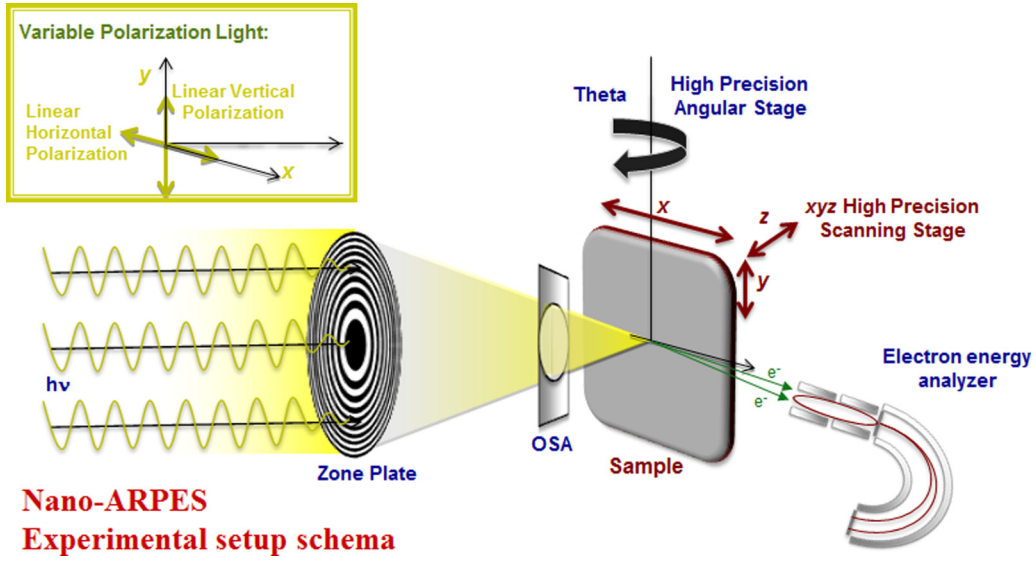 Variable Polarization Light:
y
Linear Vertical
Polarization
Linear
Horizontal
Polarization
x
Theta
High Precision
Angular Stage
x
z
xyz High Precision
Scanning Stage
y
hν
Zone Plate
OSA
Sample
e-
e-
Electron energy
analyzer
Nano-ARPES
Experimental setup schema